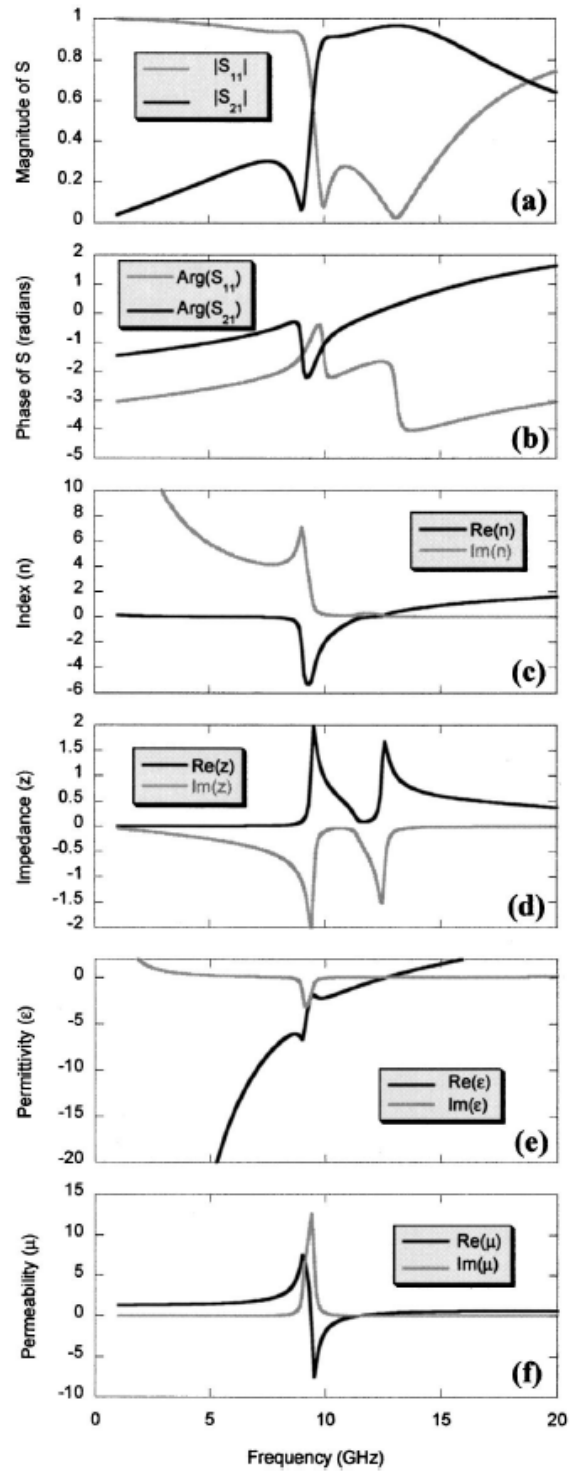 1
0.8
0.6
0.4
0.2
0
Magnitude of S
|S11|
|S21|
(a)
2
1
0
-1
-2
-3
-4
-5
Phase of S (radians)
Arg(S11)
Arg(S21)
(b)
10
8
6
4
2
0
-2
-4
-6
Index (n)
Re(n)
Im(n)
(c)
2
1.5
1
0.5
0
-0.5
-1
-1.5
-2
Impedance (z)
Re(z)
Im(z)
(d)
0
-5
-10
-15
-20
Permittivity (ε)
Re(ε)
Im(ε)
(e)
15
10
5
0
-5
-10
Permeability (μ)
Re(μ)
Im(μ)
(f)
0 5 10 15 20
Frequency (GHz)